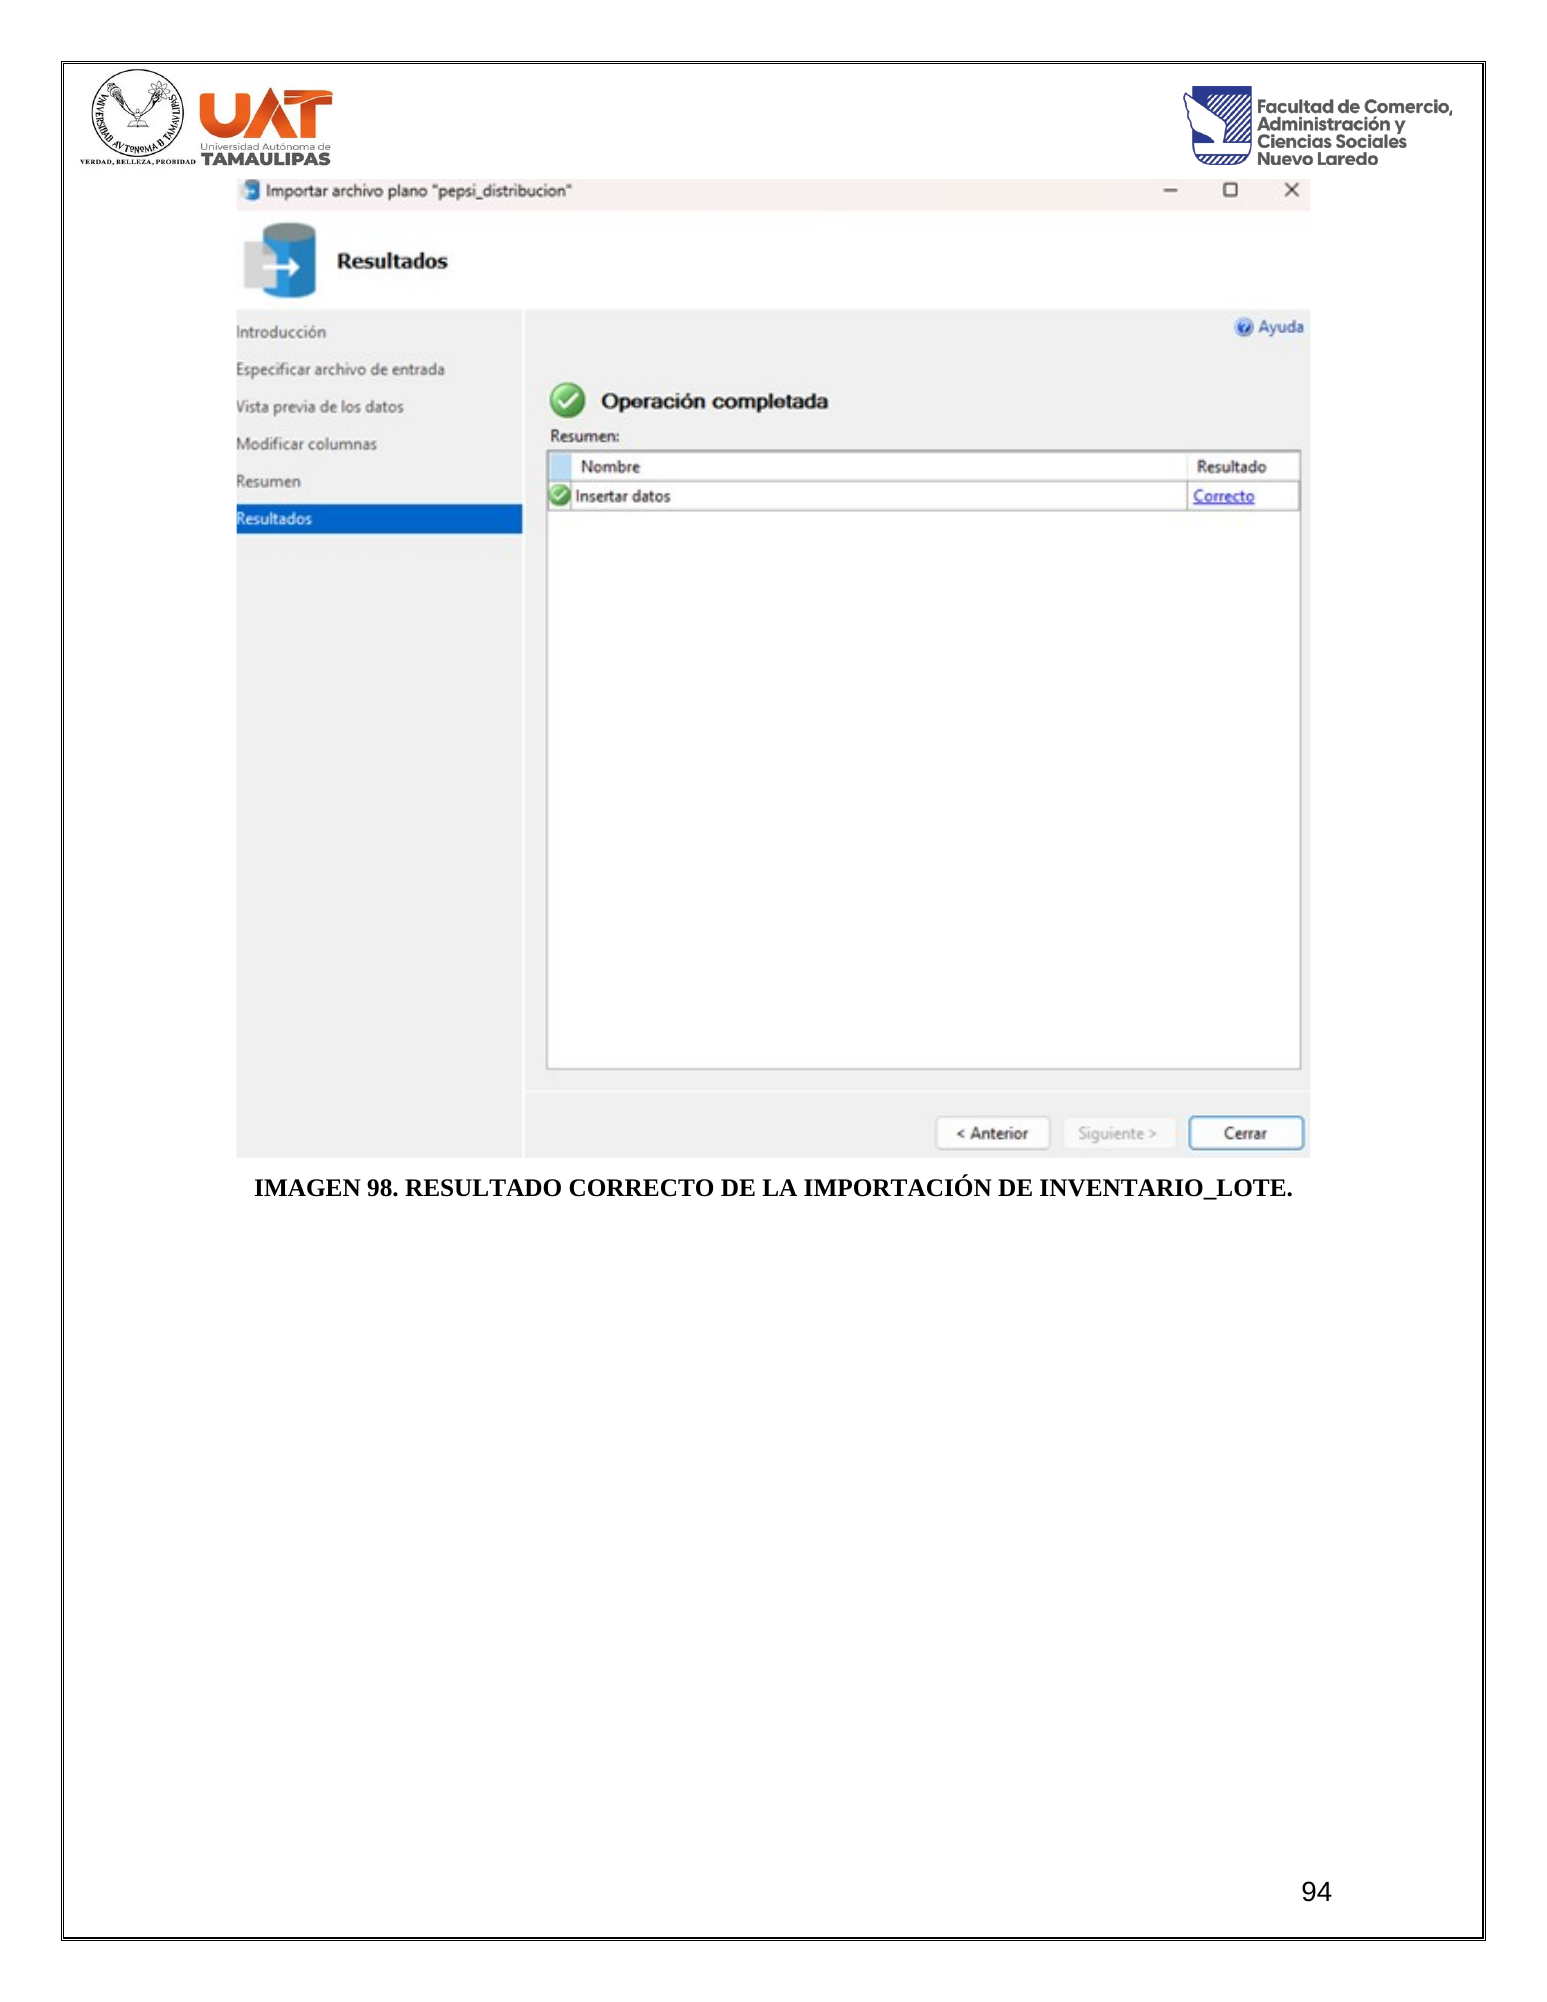 VNIVERSIDAD AVTONOMA D TAMAVLIPAS
VERDAD, BELLEZA, PROBIDAD
UAT
Universidad Autónoma de
TAMAULIPAS
Facultad de Comercio,
Administración y
Ciencias Sociales
Nuevo Laredo
Importar archivo plano "pepsi_distribucion"
Resultados
Introducción
Especificar archivo de entrada
Vista previa de los datos
Modificar columnas
Resumen
Resultados
Ayuda
Operación completada
Resumen:
Nombre Resultado
Insertar datos Correcto
< Anterior Siguiente > Cerrar
IMAGEN 98. RESULTADO CORRECTO DE LA IMPORTACIÓN DE INVENTARIO_LOTE.
94